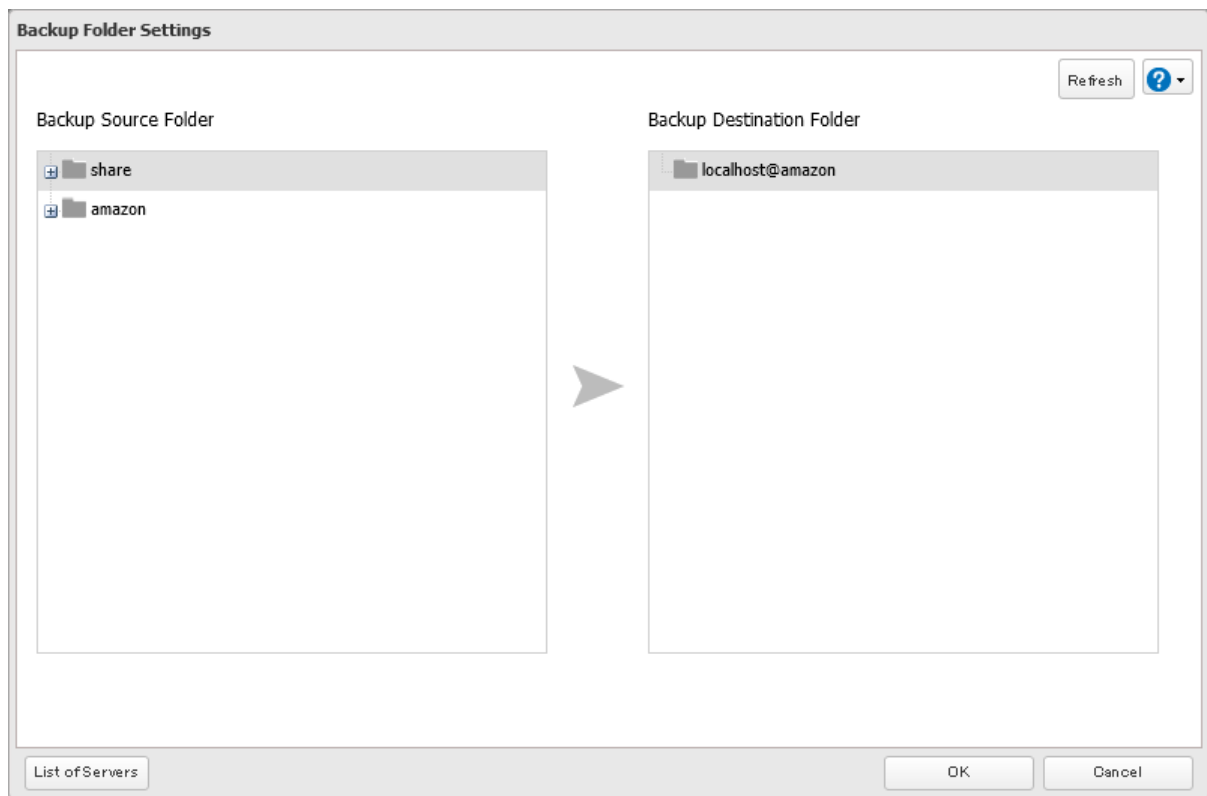 Backup Folder Settings
Refresh
Backup Source Folder
Backup Destination Folder
share
localhost@amazon
amazon
List of Servers
OK
Cancel